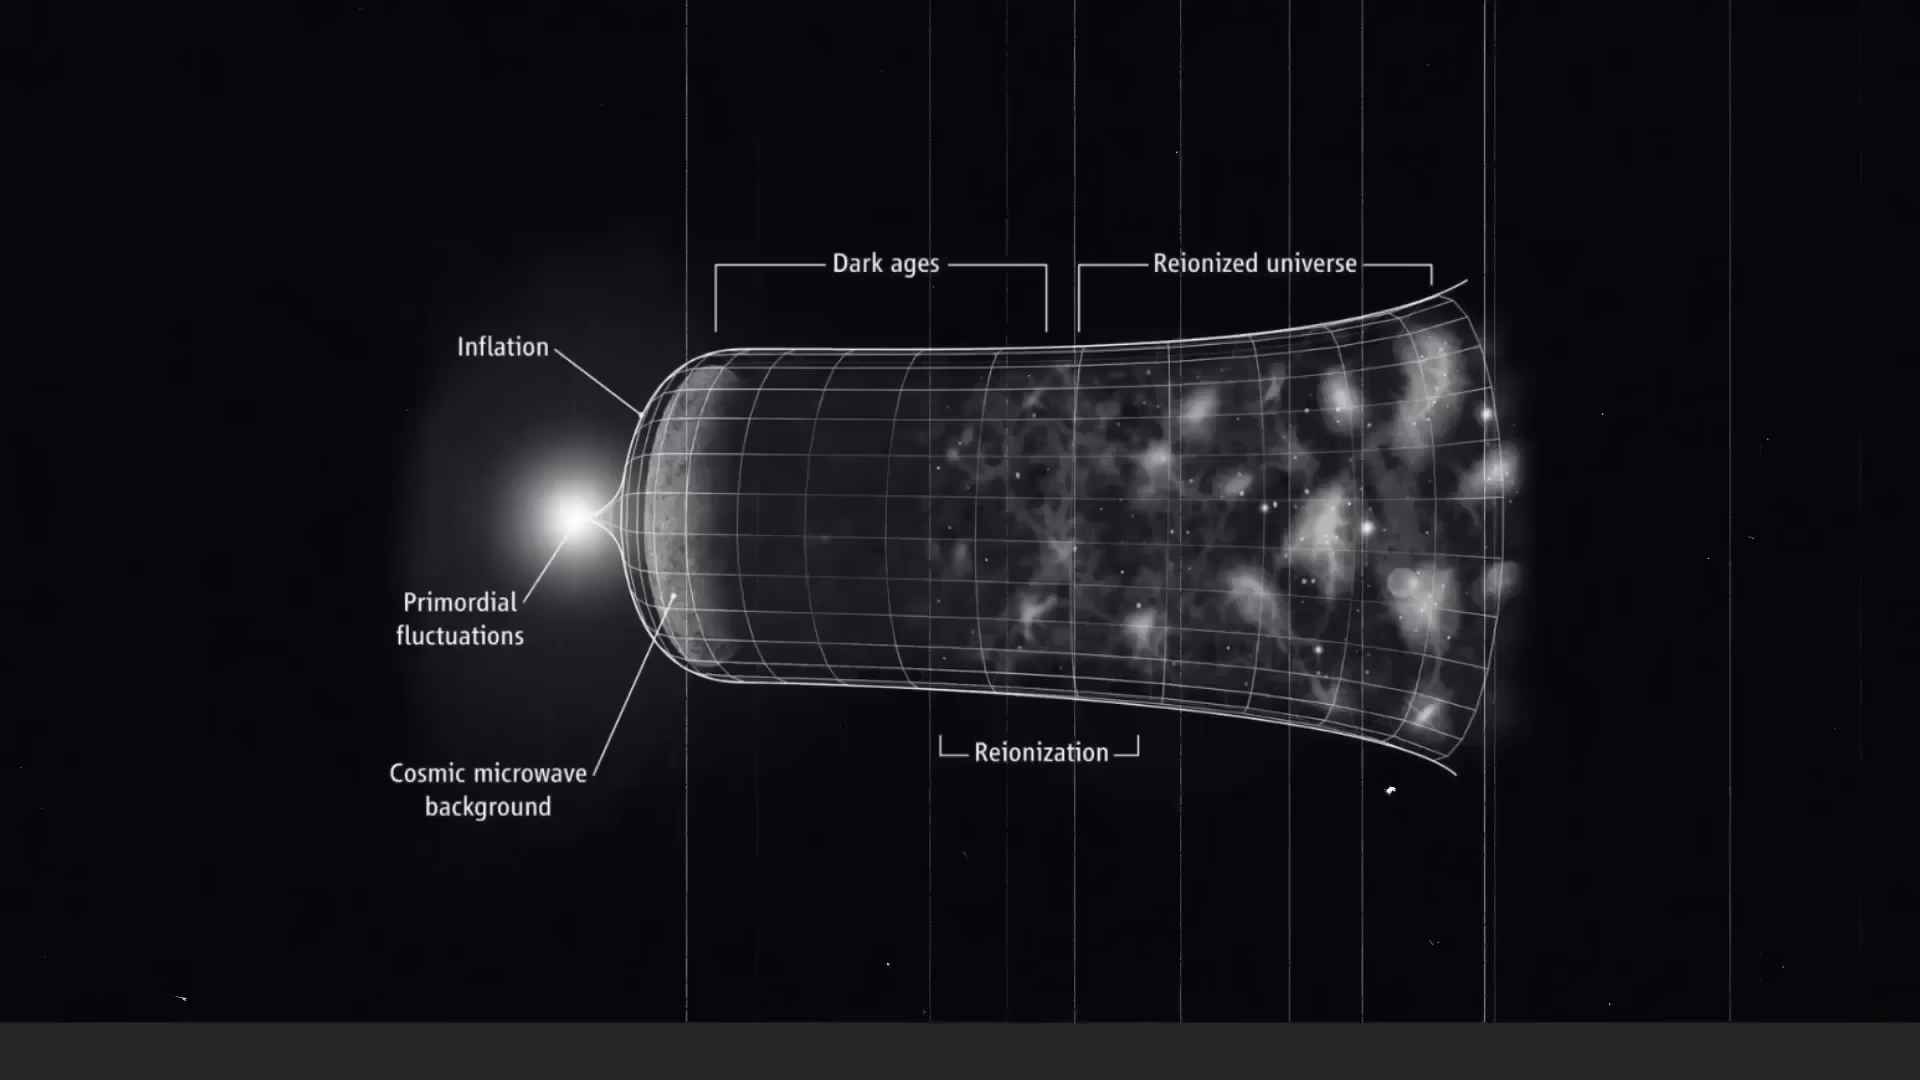 Dark ages
Reionized universe
Inflation
Primordial
fluctuations
Reionization
Cosmic microwave
background